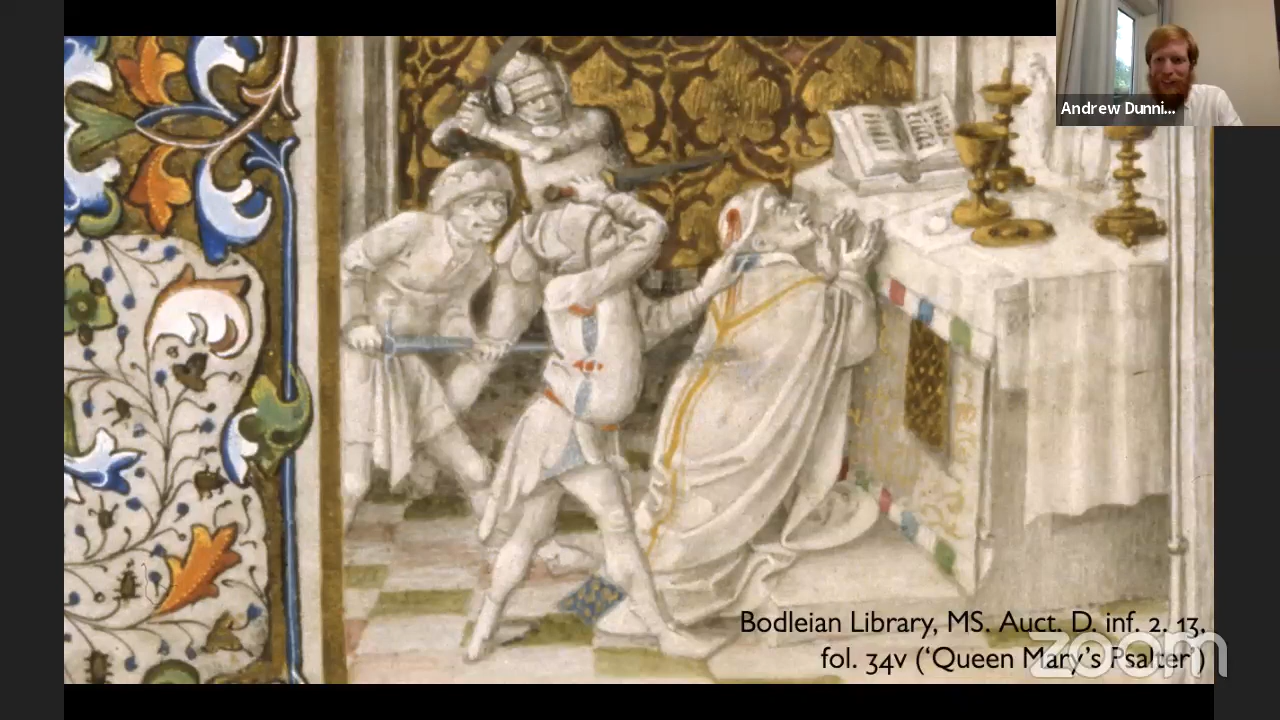 Andrew Dunni...
Bodleian Library, MS. Auct. D. inf. 2. 13,
fol. 34v (‘Queen Mary’s Psalter’)
zoom